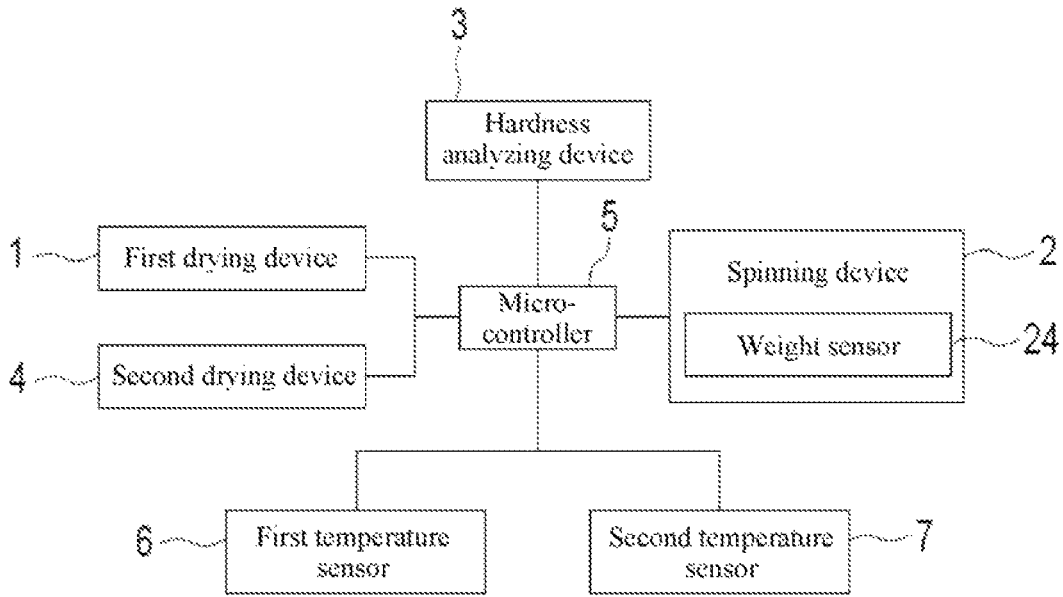 3
Hardness
analyzing device
5
1
First drying device
Micro-
controller
2
Spinning device
Weight sensor
24
4
Second drying device
6
First temperature
sensor
Second temperature
sensor
7